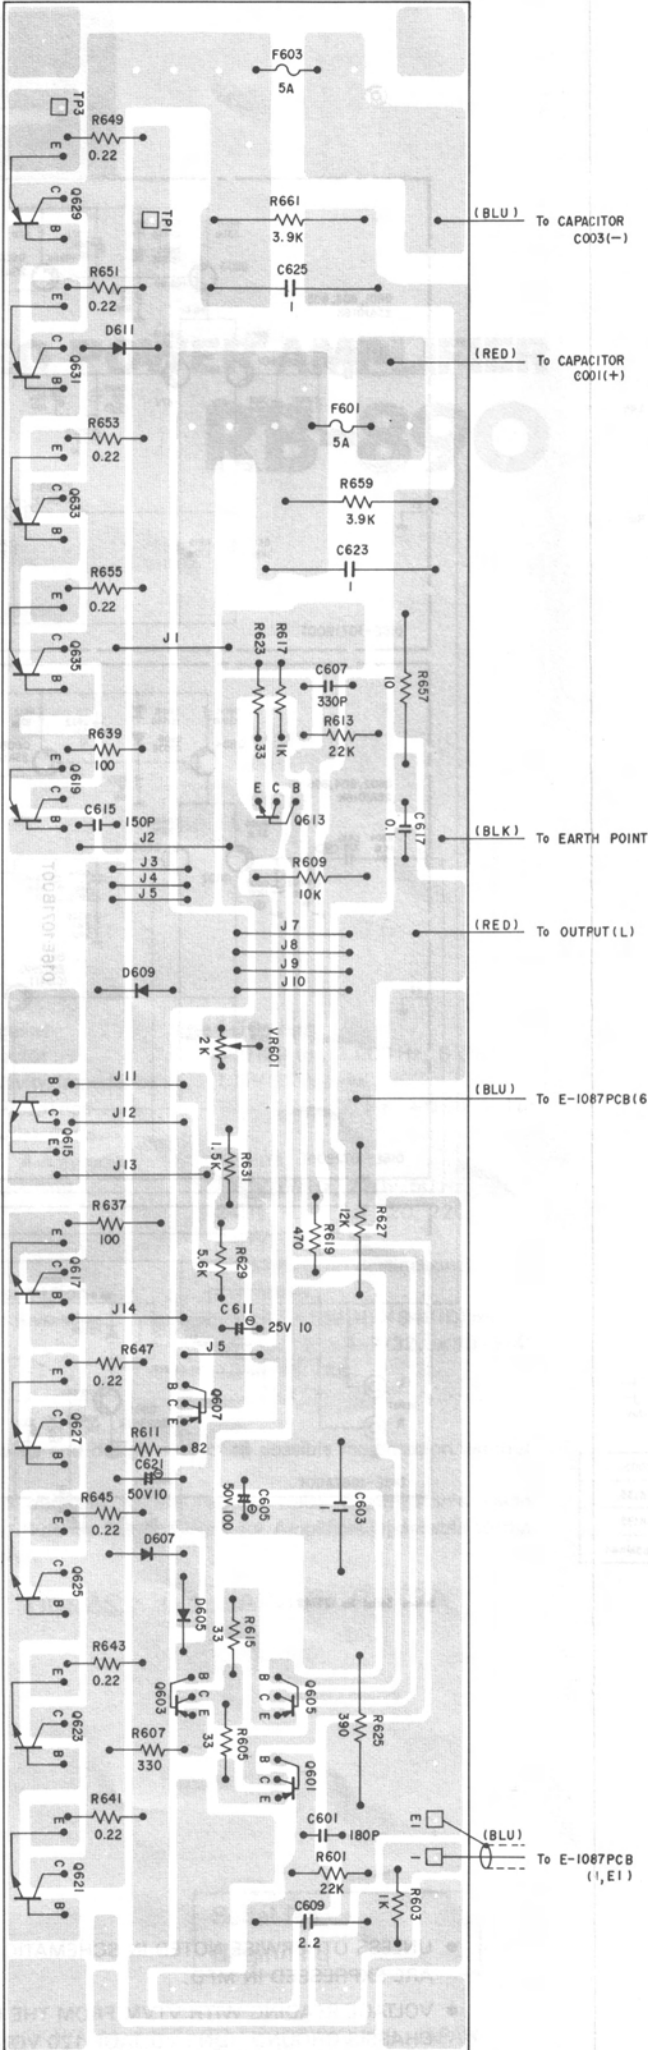 F603
5A
TP3
R649
0.22
E
C
B
Q629
TP1
R661
3.9K
(BLU)
To CAPACITOR
C003(-)
C625
1
R651
0.22
E
C
B
Q631
D611
(RED)
To CAPACITOR
C001(+)
F601
5A
R653
0.22
E
C
B
Q633
R659
3.9K
C623
1
R655
0.22
E
C
B
Q635
J1
R623
33
R617
1K
C607
330P
R613
22K
R657
10
R639
100
E
C
B
Q619
C615
150P
E C B
Q613
C617
0.1
(BLK)
To EARTH POINT
J2
J3
J4
J5
R609
10K
(RED)
To OUTPUT(L)
J7
J8
J9
J10
D609
VR601
2K
J11
(BLU)
To E-1087PCB(6
B
C
E
Q615
J12
J13
R631
1.5K
R637
100
E
C
B
Q617
R629
5.6K
R619
470
R627
12K
C611
25V 10
J14
J5
R647
0.22
E
C
B
Q627
B
C
E
Q607
R611
82
C621
50V10
C605
50V100
C603
1
R645
0.22
E
C
B
Q625
D607
D605
R615
33
R643
0.22
E
C
B
Q623
B
C
E
Q603
B
C
E
Q605
R625
390
R605
33
R607
330
B
C
E
Q601
R641
0.22
E
C
B
Q621
C601
180P
R601
22K
C609
2.2
R603
1K
E1
1
(BLU)
To E-1087PCB
(1,E1)